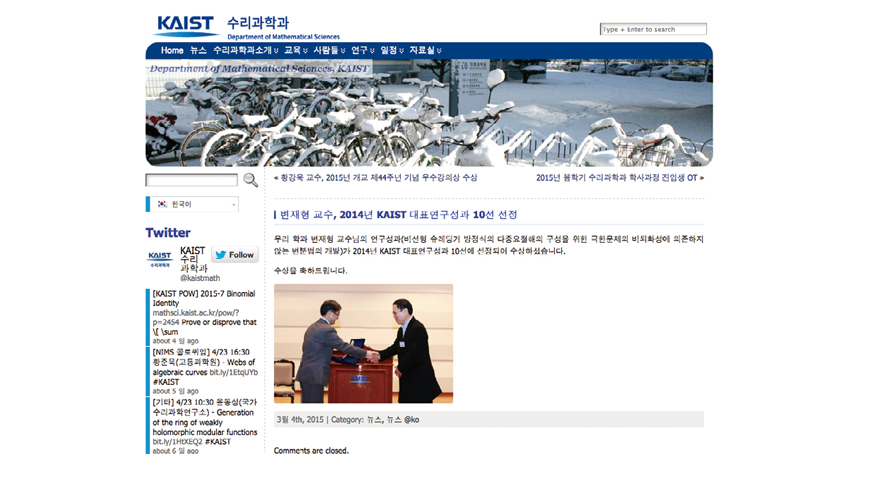 KAIST 수리과학과
Department of Mathematical Sciences
Type + Enter to search
Home 뉴스 수리과학과소개 교육 사람들 연구 일정 자료실
Department of Mathematical Sciences, KAIST
« 황강욱 교수, 2015년 개교 제44주년 기념 우수강의상 수상
2015년 봄학기 수리과학과 학사과정 진입생 OT »
한국어
변재형 교수, 2014년 KAIST 대표연구성과 10선 선정
우리 학과 변재형 교수님의 연구성과(비선형 슈레딩거 방정식의 다중요철해의 구성을 위한 극한문제의 비퇴화성에 의존하지
않는 변분법의 개발)가 2014년 KAIST 대표연구성과 10선에 선정되어 수상하셨습니다.
수상을 축하드립니다.
KAIST
3월 4th, 2015 | Category: 뉴스, 뉴스 @ko
Comments are closed.
Twitter
KAIST
수리과학과
KAIST
수리
과학과
Follow
@kaistmath
[KAIST POW] 2015-7 Binomial
Identity
mathsci.kaist.ac.kr/pow/?
p=2454 Prove or disprove that
\[ \sum
about 4 일 ago
[NIMS 콜로퀴엄] 4/23 16:30
황준묵(고등과학원) - Webs of
algebraic curves bit.ly/1EtqUYb
#KAIST
about 5 일 ago
[기타] 4/23 10:30 윤동성(국가
수리과학연구소) - Generation
of the ring of weakly
holomorphic modular functions
bit.ly/1HtXEQ2 #KAIST
about 6 일 ago